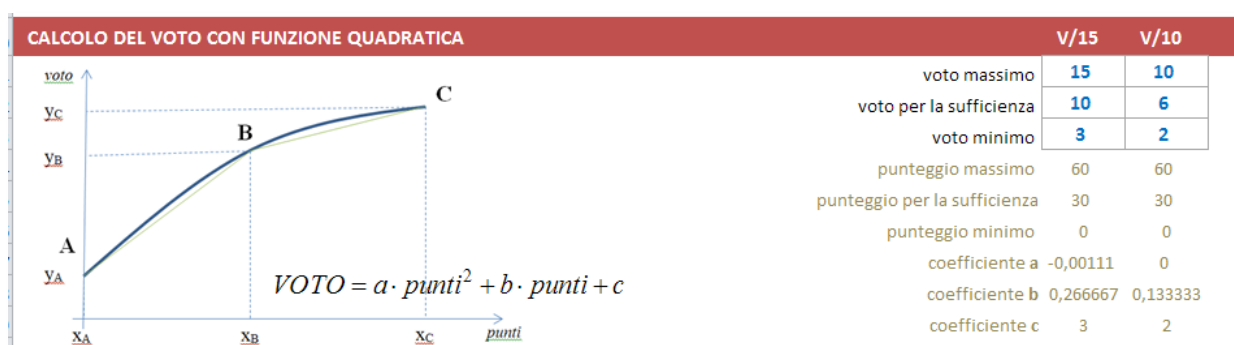 CALCOLO DEL VOTO CON FUNZIONE QUADRATICA V/15 V/10
voto
C
yC
B
yB
A
yA
VOTO = a · punti² + b · punti + c
xA xB xC punti
voto massimo 15 10
voto per la sufficienza 10 6
voto minimo 3 2
punteggio massimo 60 60
punteggio per la sufficienza 30 30
punteggio minimo 0 0
coefficiente a -0,00111 0
coefficiente b 0,266667 0,133333
coefficiente c 3 2